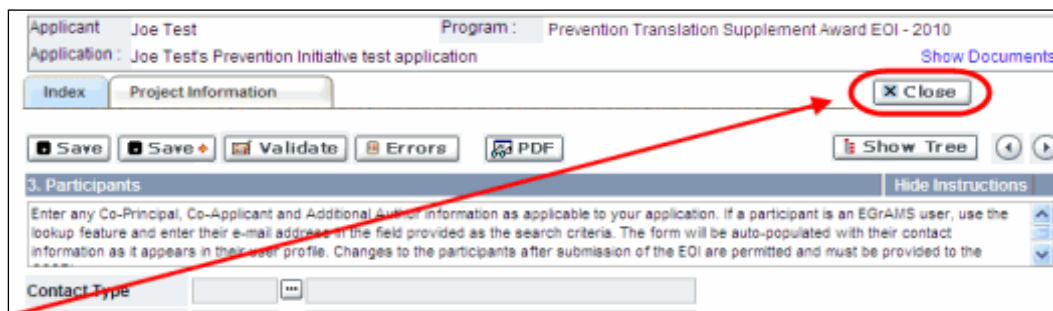 Applicant Joe Test Program : Prevention Translation Supplement Award EOI - 2010
Application : Joe Test's Prevention Initiative test application Show Documents
Index Project Information Close
Save Save Validate Errors PDF Show Tree
3. Participants Hide Instructions
Enter any Co-Principal, Co-Applicant and Additional Author information as applicable to your application. If a participant is an EGrAMS user, use the
lookup feature and enter their e-mail address in the field provided as the search criteria. The form will be auto-populated with their contact
information as it appears in their user profile. Changes to the participants after submission of the EOI are permitted and must be provided to the
Contact Type